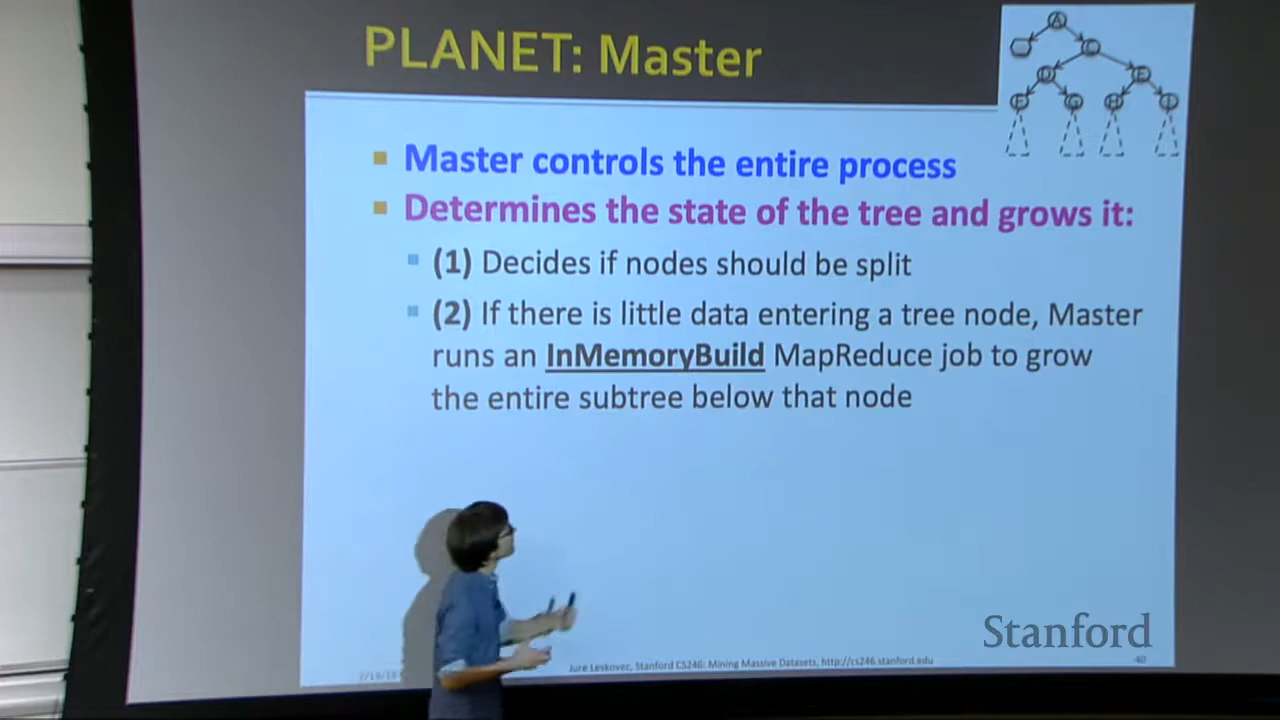 PLANET: Master
A
C
D
E
F
G
H
I
Master controls the entire process
Determines the state of the tree and grows it:
(1) Decides if nodes should be split
(2) If there is little data entering a tree node, Master
runs an InMemoryBuild MapReduce job to grow
the entire subtree below that node
Stanford
Jure Leskovec, Stanford CS246: Mining Massive Datasets, http://cs246.stanford.edu
40